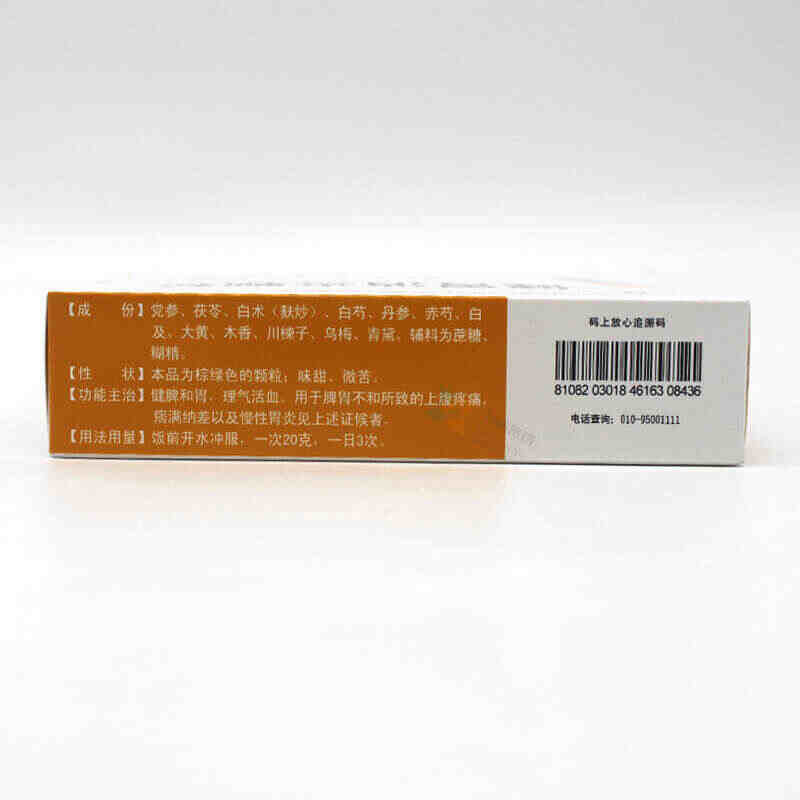 【成 份】党参、茯苓、白术（麸炒）、白芍、丹参、赤芍、白
及、大黄、木香、川楝子、乌梅、青黛。辅料为蔗糖、
糊精。
【性 状】本品为棕绿色的颗粒；味甜、微苦。
【功能主治】健脾和胃，理气活血。用于脾胃不和所致的上腹疼痛，
痞满纳差以及慢性胃炎见上述证候者。
【用法用量】饭前开水冲服，一次20克，一日3次。
码上放心追溯码
81082 03018 46163 08436
电话查询：010-95001111